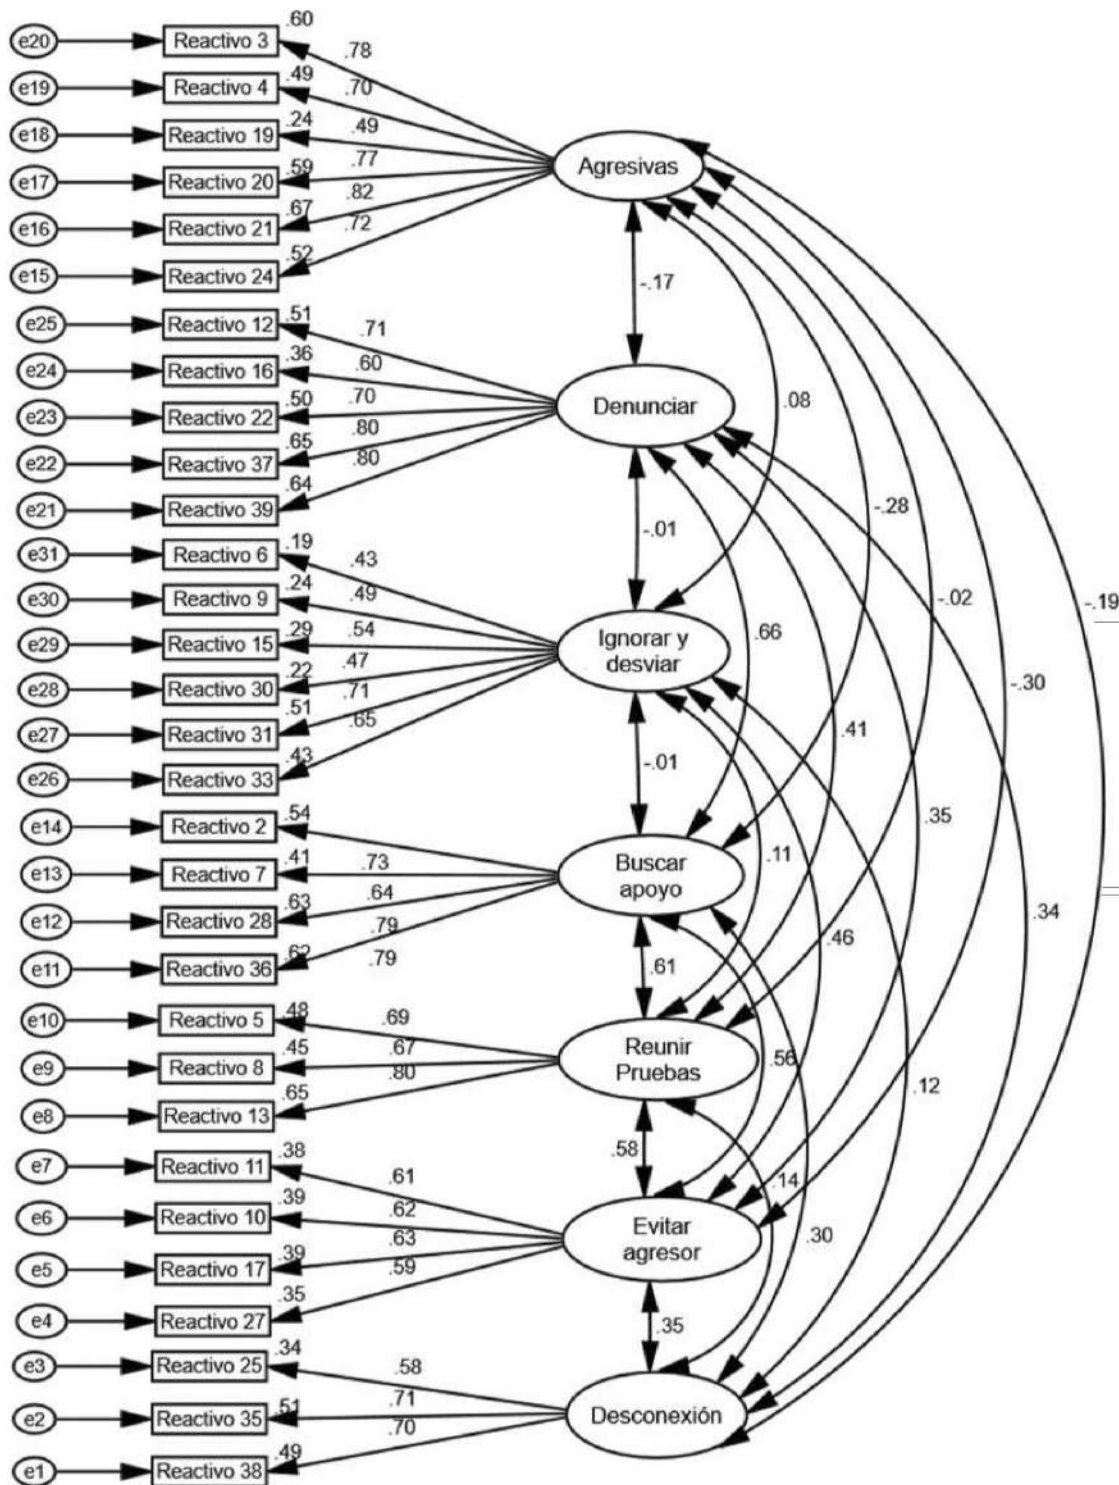 e20 Reactivo 3 .60 .78
e19 Reactivo 4 .49 .70
e18 Reactivo 19 .24 .49
e17 Reactivo 20 .59 .77
e16 Reactivo 21 .67 .82
e15 Reactivo 24 .52 .72
Agresivas
-.17
e25 Reactivo 12 .51 .71
e24 Reactivo 16 .36 .60
e23 Reactivo 22 .50 .70
e22 Reactivo 37 .65 .80
e21 Reactivo 39 .64 .80
Denunciar
.08
-.28
-.01
-.02
-.19
e31 Reactivo 6 .19 .43
e30 Reactivo 9 .24 .49
e29 Reactivo 15 .29 .54
e28 Reactivo 30 .22 .47
e27 Reactivo 31 .51 .71
e26 Reactivo 33 .43 .65
Ignorar y
desviar
.66
-.30
.41
-.01
.35
e14 Reactivo 2 .54
e13 Reactivo 7 .41 .73
e12 Reactivo 28 .63 .64
e11 Reactivo 36 .62 .79
.79
Buscar
apoyo
.11
.34
.46
.61
e10 Reactivo 5 .48 .69
e9 Reactivo 8 .45 .67
e8 Reactivo 13 .65 .80
Reunir
Pruebas
.56
.12
.58
.14
e7 Reactivo 11 .38 .61
e6 Reactivo 10 .39 .62
e5 Reactivo 17 .39 .63
e4 Reactivo 27 .35 .59
Evitar
agresor
.30
.35
e3 Reactivo 25 .34 .58
e2 Reactivo 35 .51 .71
e1 Reactivo 38 .49 .70
Desconexión